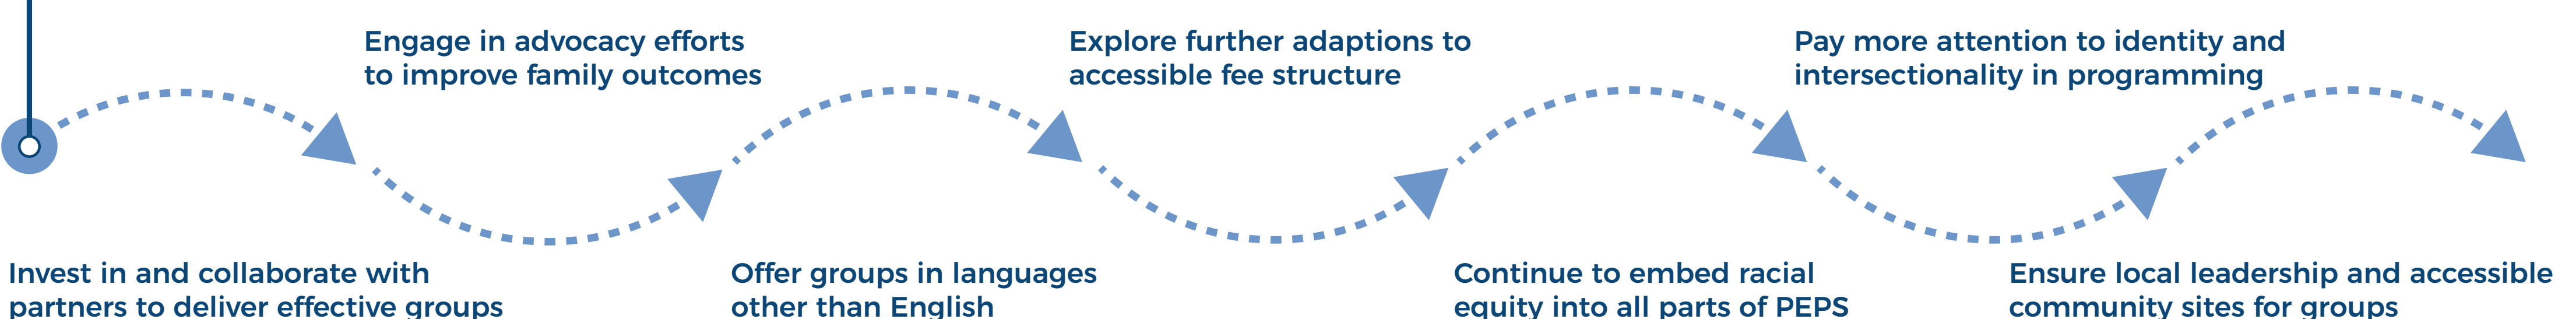 Invest in and collaborate with
partners to deliver effective groups
Engage in advocacy efforts
to improve family outcomes
Offer groups in languages
other than English
Explore further adaptions to
accessible fee structure
Continue to embed racial
equity into all parts of PEPS
Pay more attention to identity and
intersectionality in programming
Ensure local leadership and accessible
community sites for groups